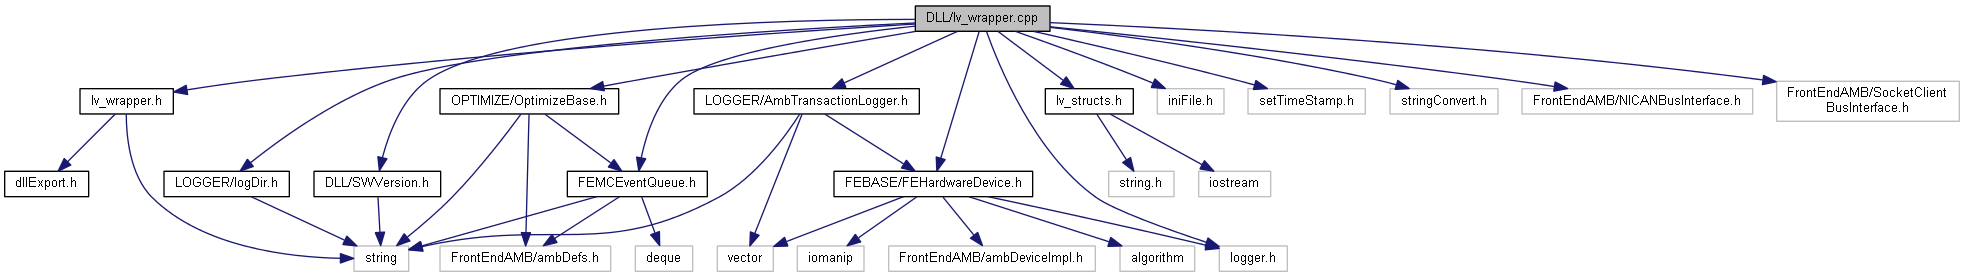 DLL/lv_wrapper.cpp
lv_wrapper.h
OPTIMIZE/OptimizeBase.h
LOGGER/AmbTransactionLogger.h
lv_structs.h
iniFile.h
setTimeStamp.h
stringConvert.h
FrontEndAMB/NICANBusInterface.h
FrontEndAMB/SocketClient
BusInterface.h
dllExport.h
LOGGER/logDir.h
DLL/SWVersion.h
FEMCEventQueue.h
FEBASE/FEHardwareDevice.h
string.h
iostream
string
FrontEndAMB/ambDefs.h
deque
vector
iomanip
FrontEndAMB/ambDeviceImpl.h
algorithm
logger.h